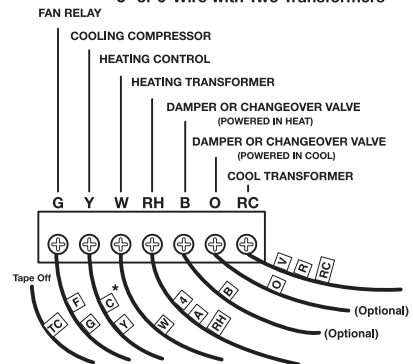 5- or 6-Wire with Two Transformers
FAN RELAY
COOLING COMPRESSOR
HEATING CONTROL
HEATING TRANSFORMER
DAMPER OR CHANGEOVER VALVE
(POWERED IN HEAT)
DAMPER OR CHANGEOVER VALVE
(POWERED IN COOL)
COOL TRANSFORMER
G Y W RH B O RC
Tape Off
TC
F
G
C *
Y
W
4
A
RH
B
O
V
R
RC
(Optional)
(Optional)